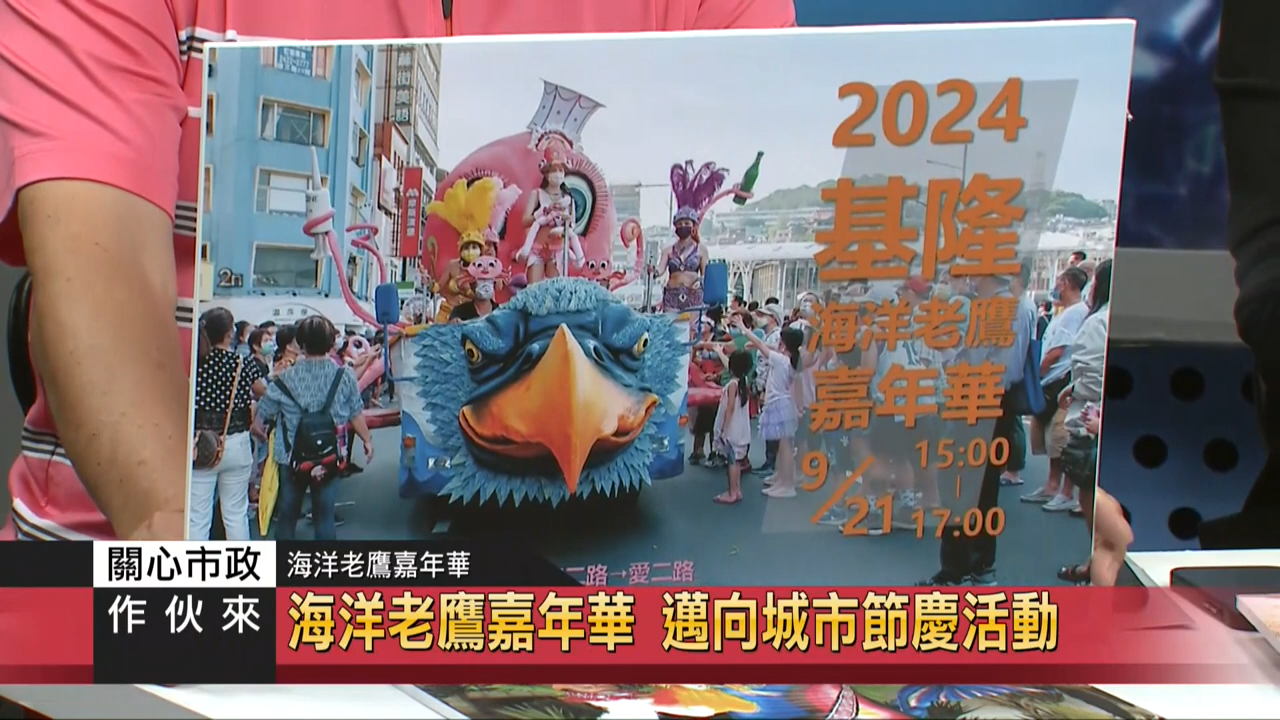 2024
基隆
海洋老鷹
嘉年華
9/21
15:00
|
17:00
二路→愛二路
關心市政
作伙來
海洋老鷹嘉年華
海洋老鷹嘉年華 邁向城市節慶活動